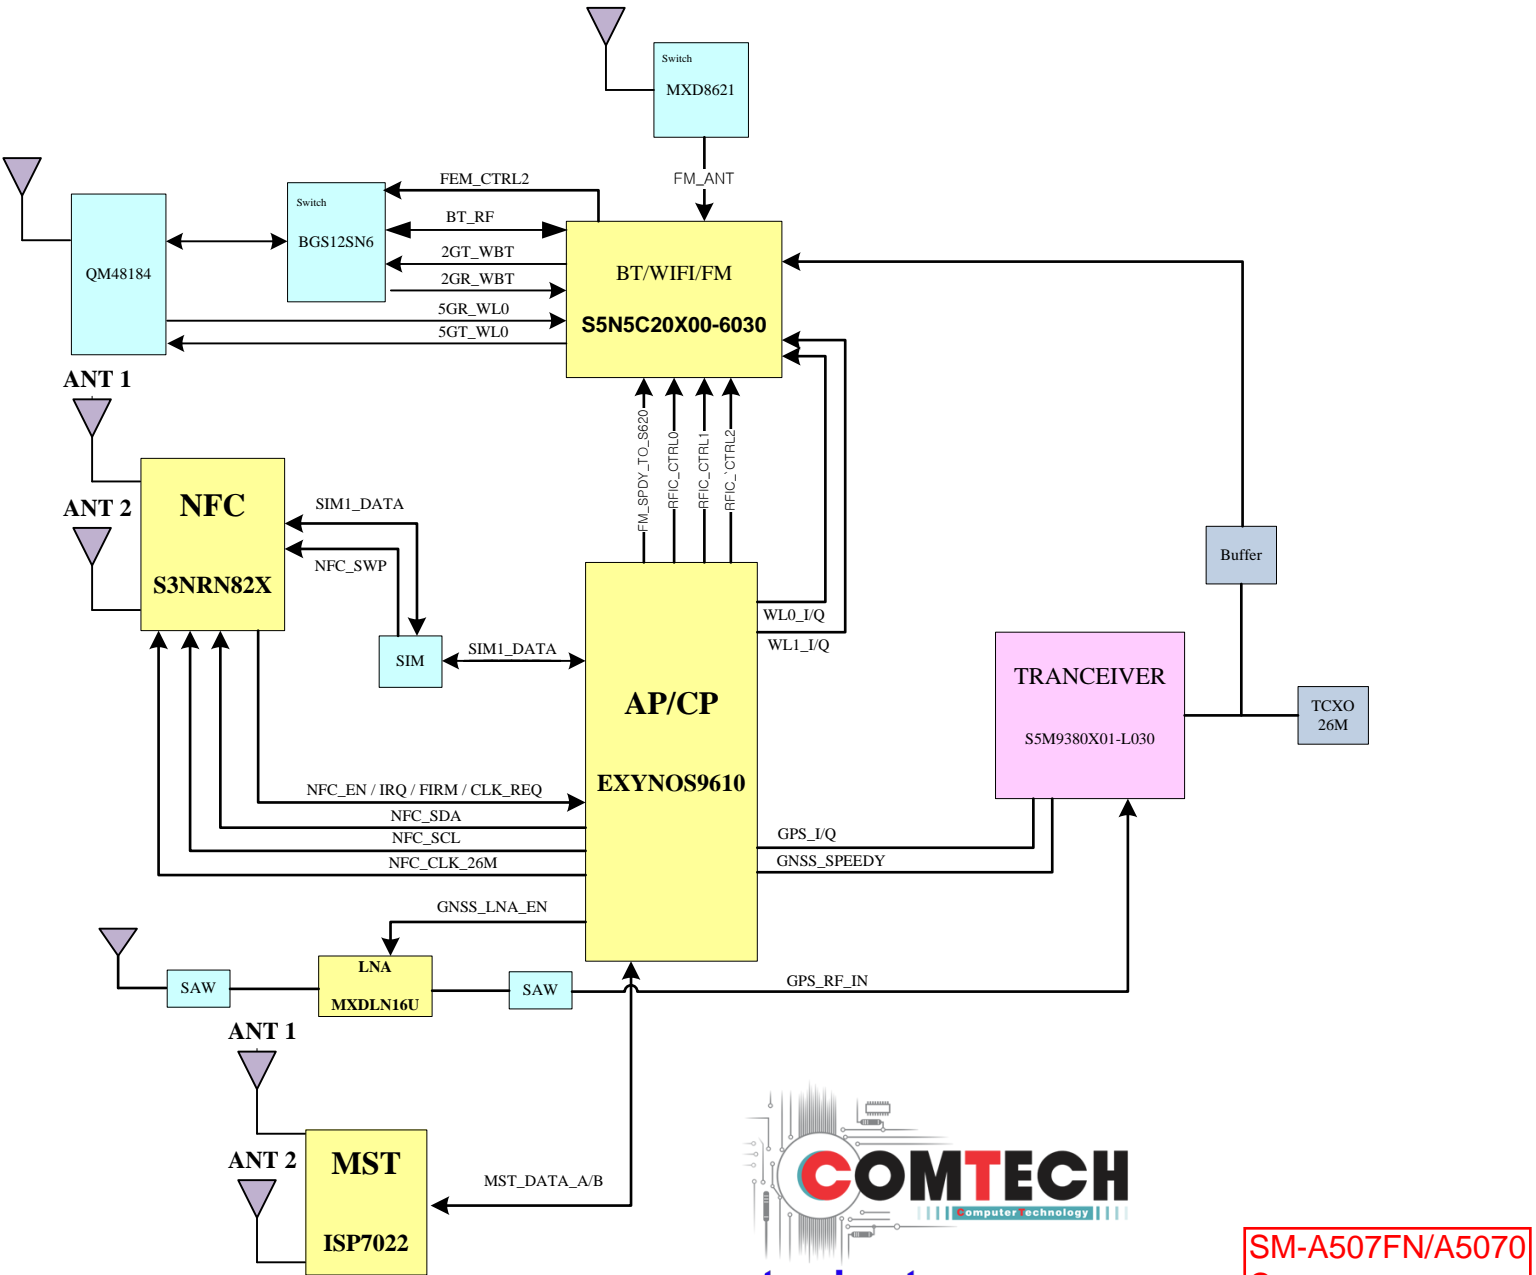 Switch
MXD8621
FM_ANT
FEM_CTRL2
BT_RF
2GT_WBT
2GR_WBT
5GR_WL0
5GT_WL0
Switch
BGS12SN6
QM48184
BT/WIFI/FM
S5N5C20X00-6030
ANT 1
ANT 2
NFC
S3NRN82X
SIM1_DATA
NFC_SWP
SIM
SIM1_DATA
FM_SPDY_TO_S620
RFIC_CTRL0
RFIC_CTRL1
RFIC_`CTRL2
WL0_I/Q
WL1_I/Q
Buffer
TRANCEIVER
S5M9380X01-L030
TCXO
26M
AP/CP
EXYNOS9610
NFC_EN / IRQ / FIRM / CLK_REQ
NFC_SDA
NFC_SCL
NFC_CLK_26M
GPS_I/Q
GNSS_SPEEDY
GNSS_LNA_EN
SAW
LNA
MXDLN16U
SAW
GPS_RF_IN
ANT 1
ANT 2
MST
ISP7022
MST_DATA_A/B
COMTECH
Computer Technology
SM-A507FN/A5070